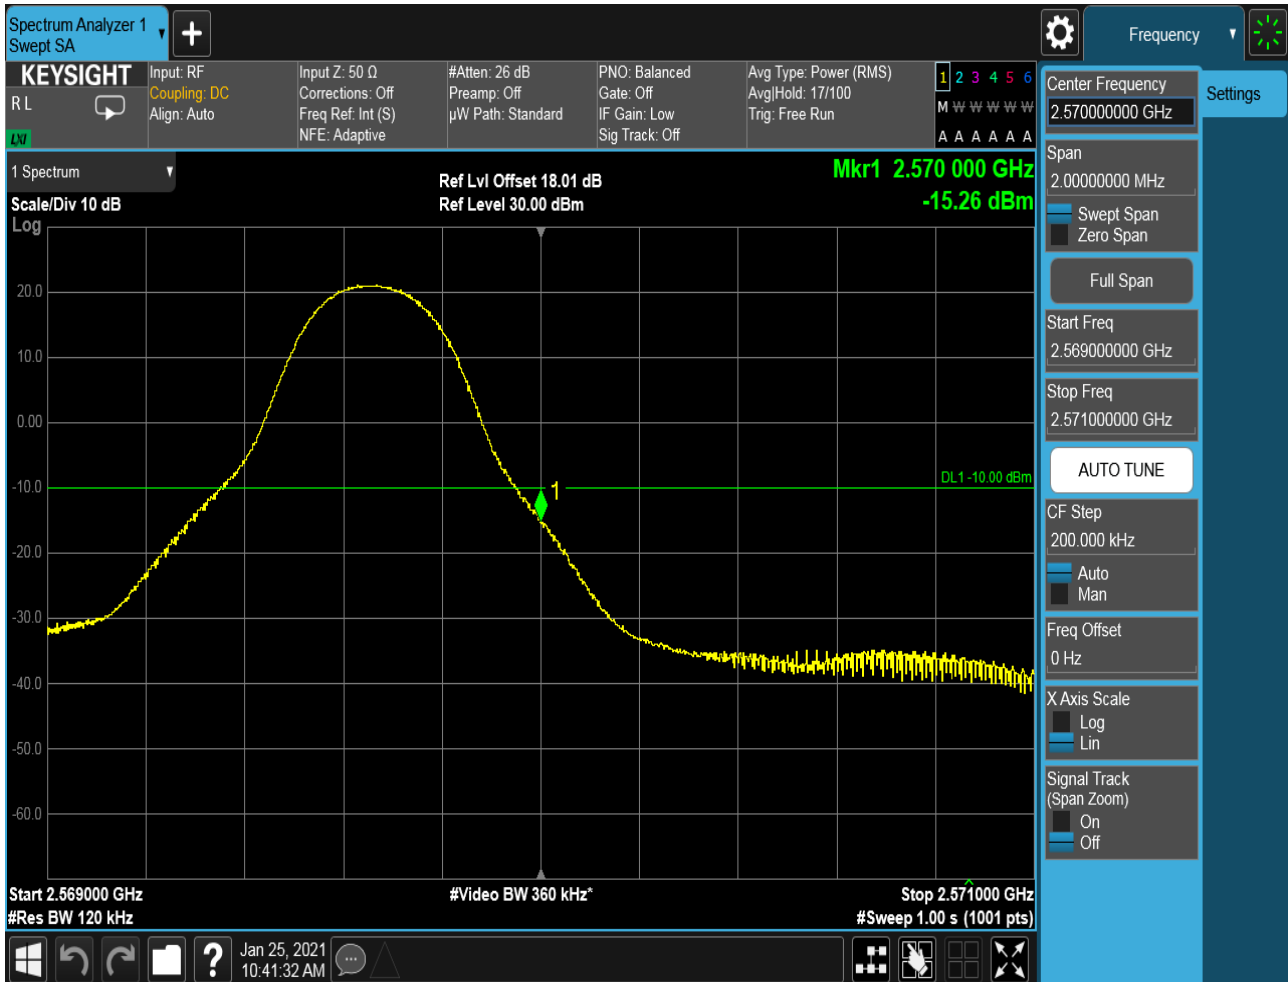 Spectrum Analyzer 1
Swept SA
+
Frequency
KEYSIGHT
R L
LXI
Input: RF
Coupling: DC
Align: Auto
Input Z: 50 Ω
Corrections: Off
Freq Ref: Int (S)
NFE: Adaptive
#Atten: 26 dB
Preamp: Off
µW Path: Standard
PNO: Balanced
Gate: Off
IF Gain: Low
Sig Track: Off
Avg Type: Power (RMS)
Avg|Hold: 17/100
Trig: Free Run
1 2 3 4 5 6
M W W W W W
A A A A A A
1 Spectrum
Scale/Div 10 dB
Log
Ref Lvl Offset 18.01 dB
Ref Level 30.00 dBm
Mkr1 2.570 000 GHz
-15.26 dBm
20.0
10.0
0.00
-10.0
-20.0
-30.0
-40.0
-50.0
-60.0
DL1 -10.00 dBm
1
Start 2.569000 GHz
#Res BW 120 kHz
#Video BW 360 kHz*
Stop 2.571000 GHz
#Sweep 1.00 s (1001 pts)
Center Frequency
2.570000000 GHz
Settings
Span
2.00000000 MHz
Swept Span
Zero Span
Full Span
Start Freq
2.569000000 GHz
Stop Freq
2.571000000 GHz
AUTO TUNE
CF Step
200.000 kHz
Auto
Man
Freq Offset
0 Hz
X Axis Scale
Log
Lin
Signal Track
(Span Zoom)
On
Off
?
Jan 25, 2021
10:41:32 AM